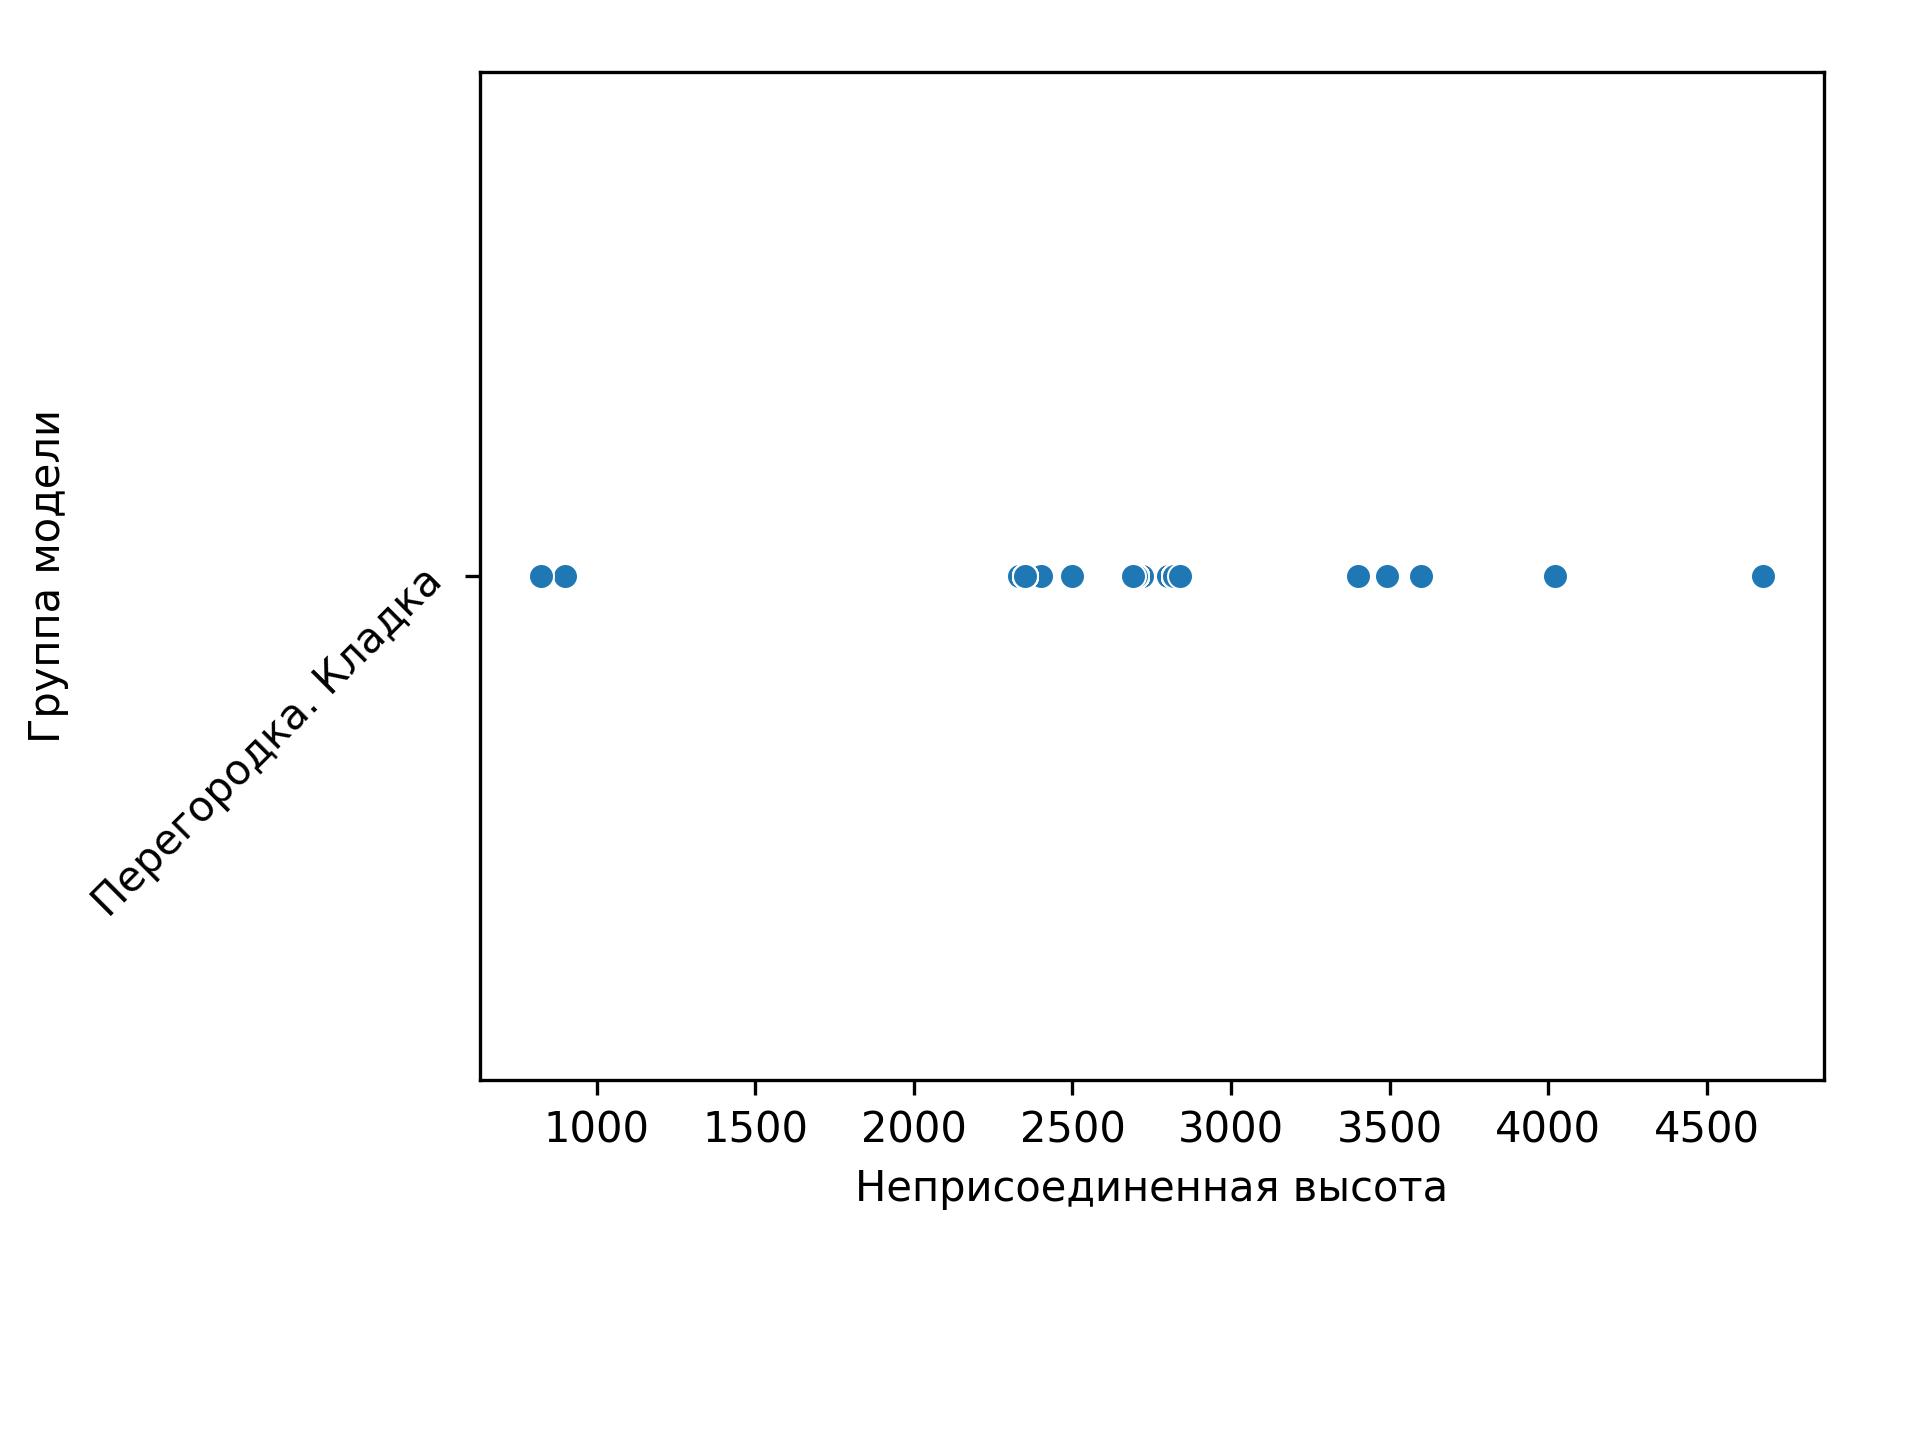 Группа модели
Перегородка. Кладка
1000 1500 2000 2500 3000 3500 4000 4500
Неприсоединенная высота